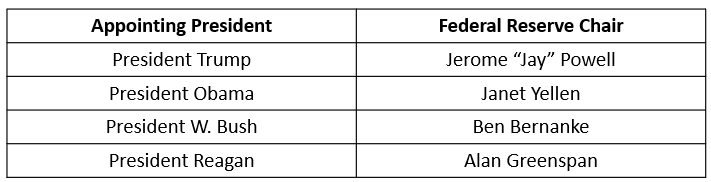 Appointing President Federal Reserve Chair
President Trump Jerome “Jay” Powell
President Obama Janet Yellen
President W. Bush Ben Bernanke
President Reagan Alan Greenspan